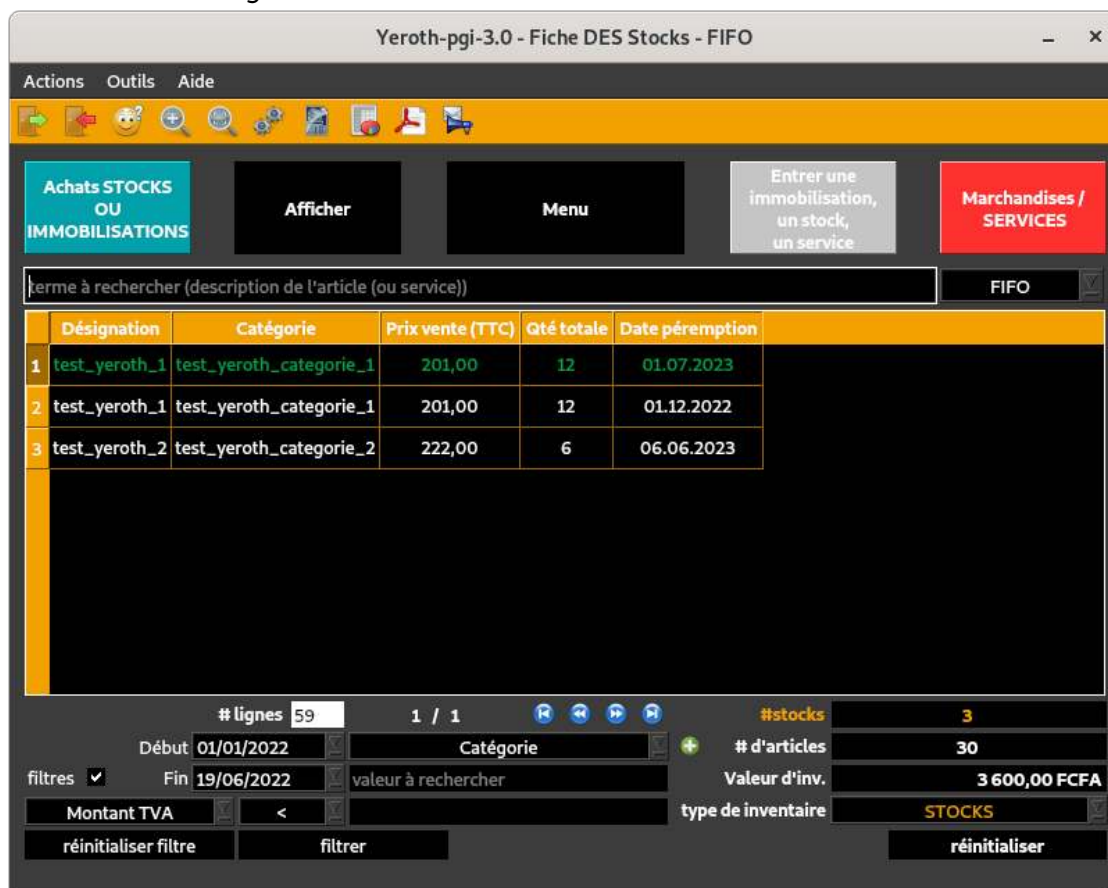 Yeroth-pgi-3.0 - Fiche DES Stocks - FIFO
Actions Outils Aide
Achats STOCKS
OU
IMMOBILISATIONS
Afficher
Menu
Entrer une
immobilisation,
un stock,
un service
Marchandises /
SERVICES
terme à rechercher (description de l'article (ou service))
FIFO
Désignation Catégorie Prix vente (TTC) Qté totale Date péremption
1 test_yeroth_1 test_yeroth_categorie_1 201,00 12 01.07.2023
2 test_yeroth_1 test_yeroth_categorie_1 201,00 12 01.12.2022
3 test_yeroth_2 test_yeroth_categorie_2 222,00 6 06.06.2023
# lignes 59 1 / 1 #stocks 3
Début 01/01/2022 Catégorie # d'articles 30
filtres Fin 19/06/2022 valeur à rechercher Valeur d'inv. 3 600,00 FCFA
Montant TVA < type de inventaire STOCKS
réinitialiser filtre filtrer réinitialiser